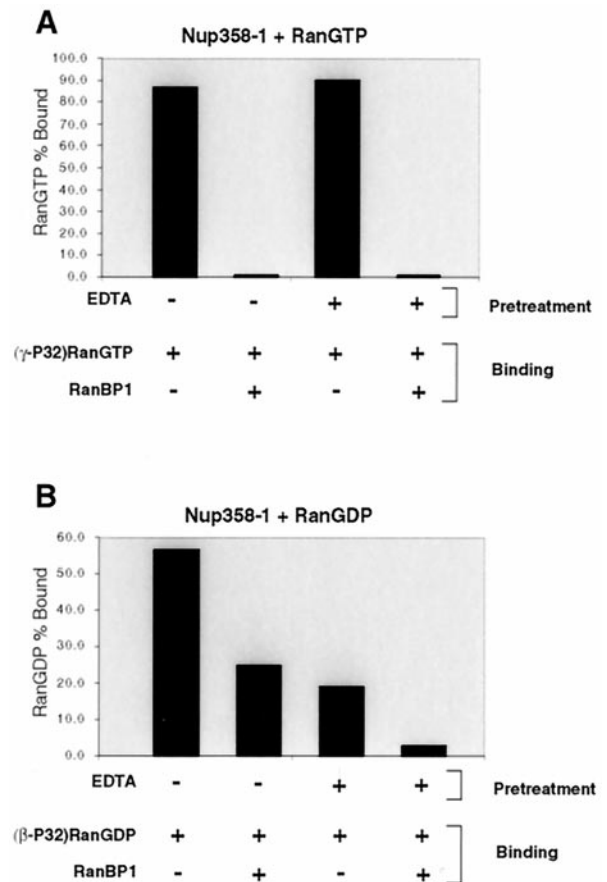 A
Nup358-1 + RanGTP
100.0
90.0
80.0
70.0
60.0
50.0
40.0
30.0
20.0
10.0
0.0
RanGTP % Bound
EDTA - - + + Pretreatment
(γ-P32)RanGTP + + + + Binding
RanBP1 - + - +
B
Nup358-1 + RanGDP
60.0
50.0
40.0
30.0
20.0
10.0
0.0
RanGDP % Bound
EDTA - - + + Pretreatment
(β-P32)RanGDP + + + + Binding
RanBP1 - + - +